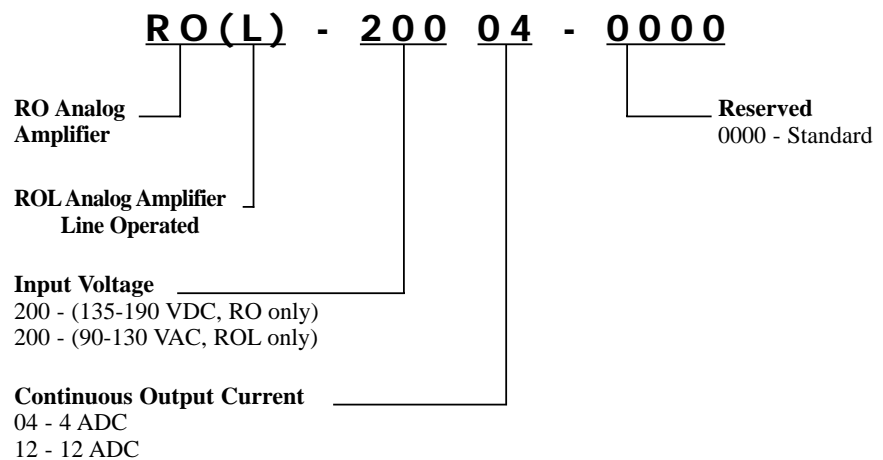 RO(L) - 200 04 - 0000
RO Analog
Amplifier
Reserved
0000 - Standard
ROL Analog Amplifier
Line Operated
Input Voltage
200 - (135-190 VDC, RO only)
200 - (90-130 VAC, ROL only)
Continuous Output Current
04 - 4 ADC
12 - 12 ADC